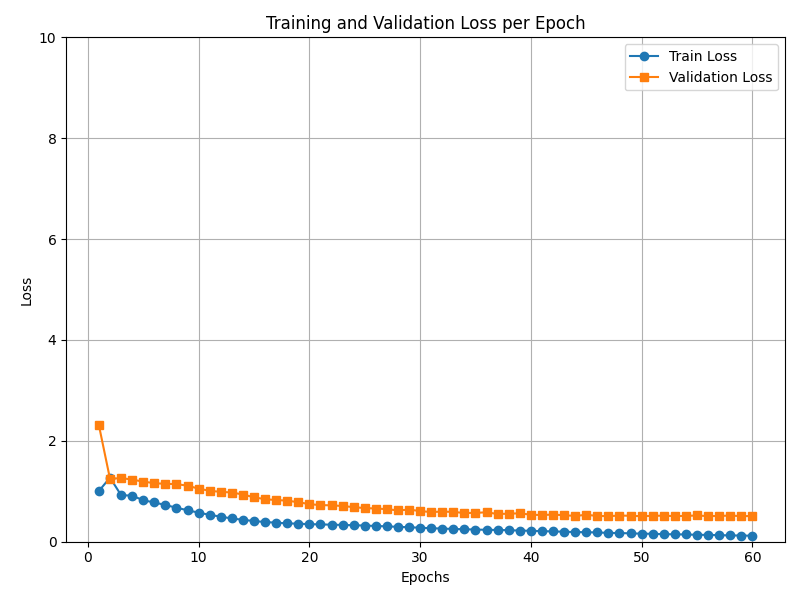 Training and Validation Loss per Epoch
Train Loss
Validation Loss
10
8
6
4
2
0
Loss
0 10 20 30 40 50 60
Epochs